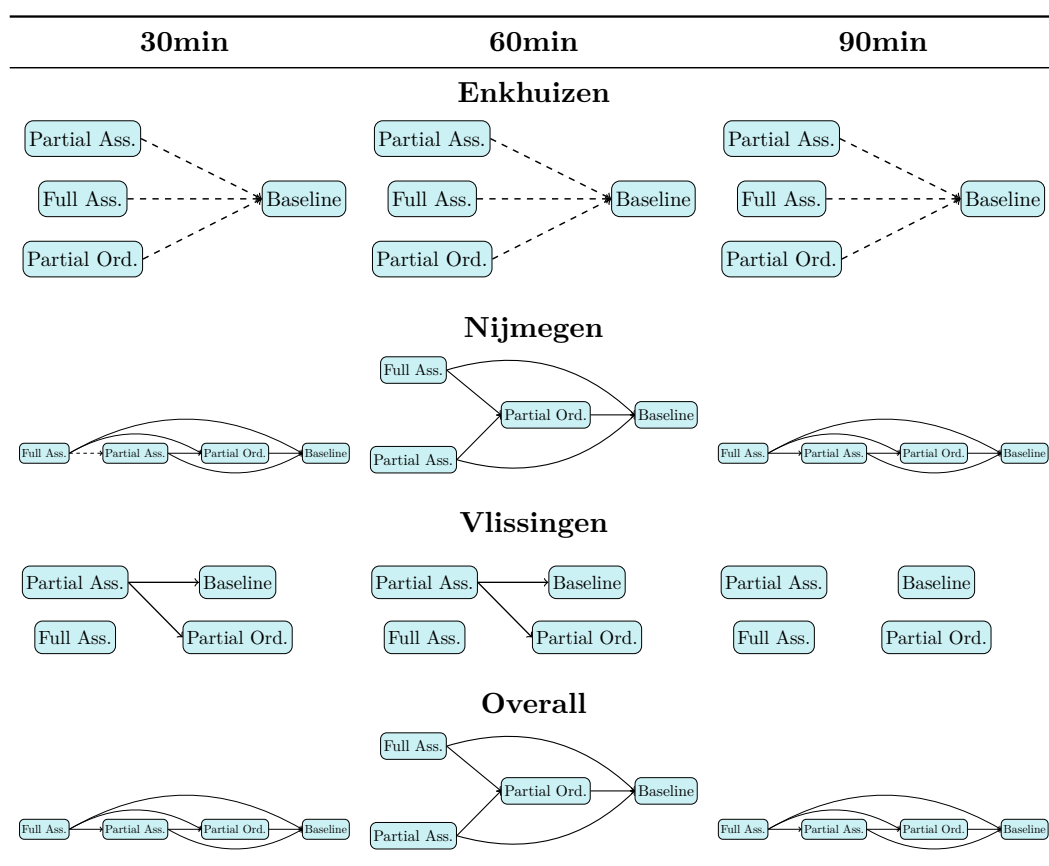 30min 60min 90min
Enkhuizen
Partial Ass. Partial Ass. Partial Ass.
Full Ass. Baseline Full Ass. Baseline Full Ass. Baseline
Partial Ord. Partial Ord. Partial Ord.
Nijmegen
Full Ass.
Partial Ord. Baseline
Full Ass. Partial Ass. Partial Ord. Baseline Partial Ass. Full Ass. Partial Ass. Partial Ord. Baseline
Vlissingen
Partial Ass. Baseline Partial Ass. Baseline Partial Ass. Baseline
Full Ass. Partial Ord. Full Ass. Partial Ord. Full Ass. Partial Ord.
Overall
Full Ass.
Partial Ord. Baseline
Full Ass. Partial Ass. Partial Ord. Baseline Partial Ass. Full Ass. Partial Ass. Partial Ord. Baseline